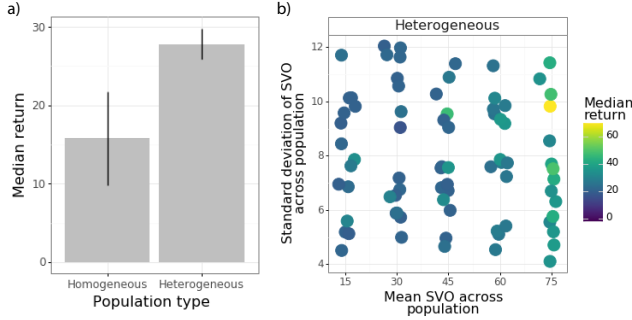 a)
30
20
10
0
Median return
Homogeneous
Heterogeneous
Population type
b)
Heterogeneous
12
10
8
6
4
Standard deviation of SVO
across population
15
30
45
60
75
Mean SVO across
population
Median
return
60
40
20
0